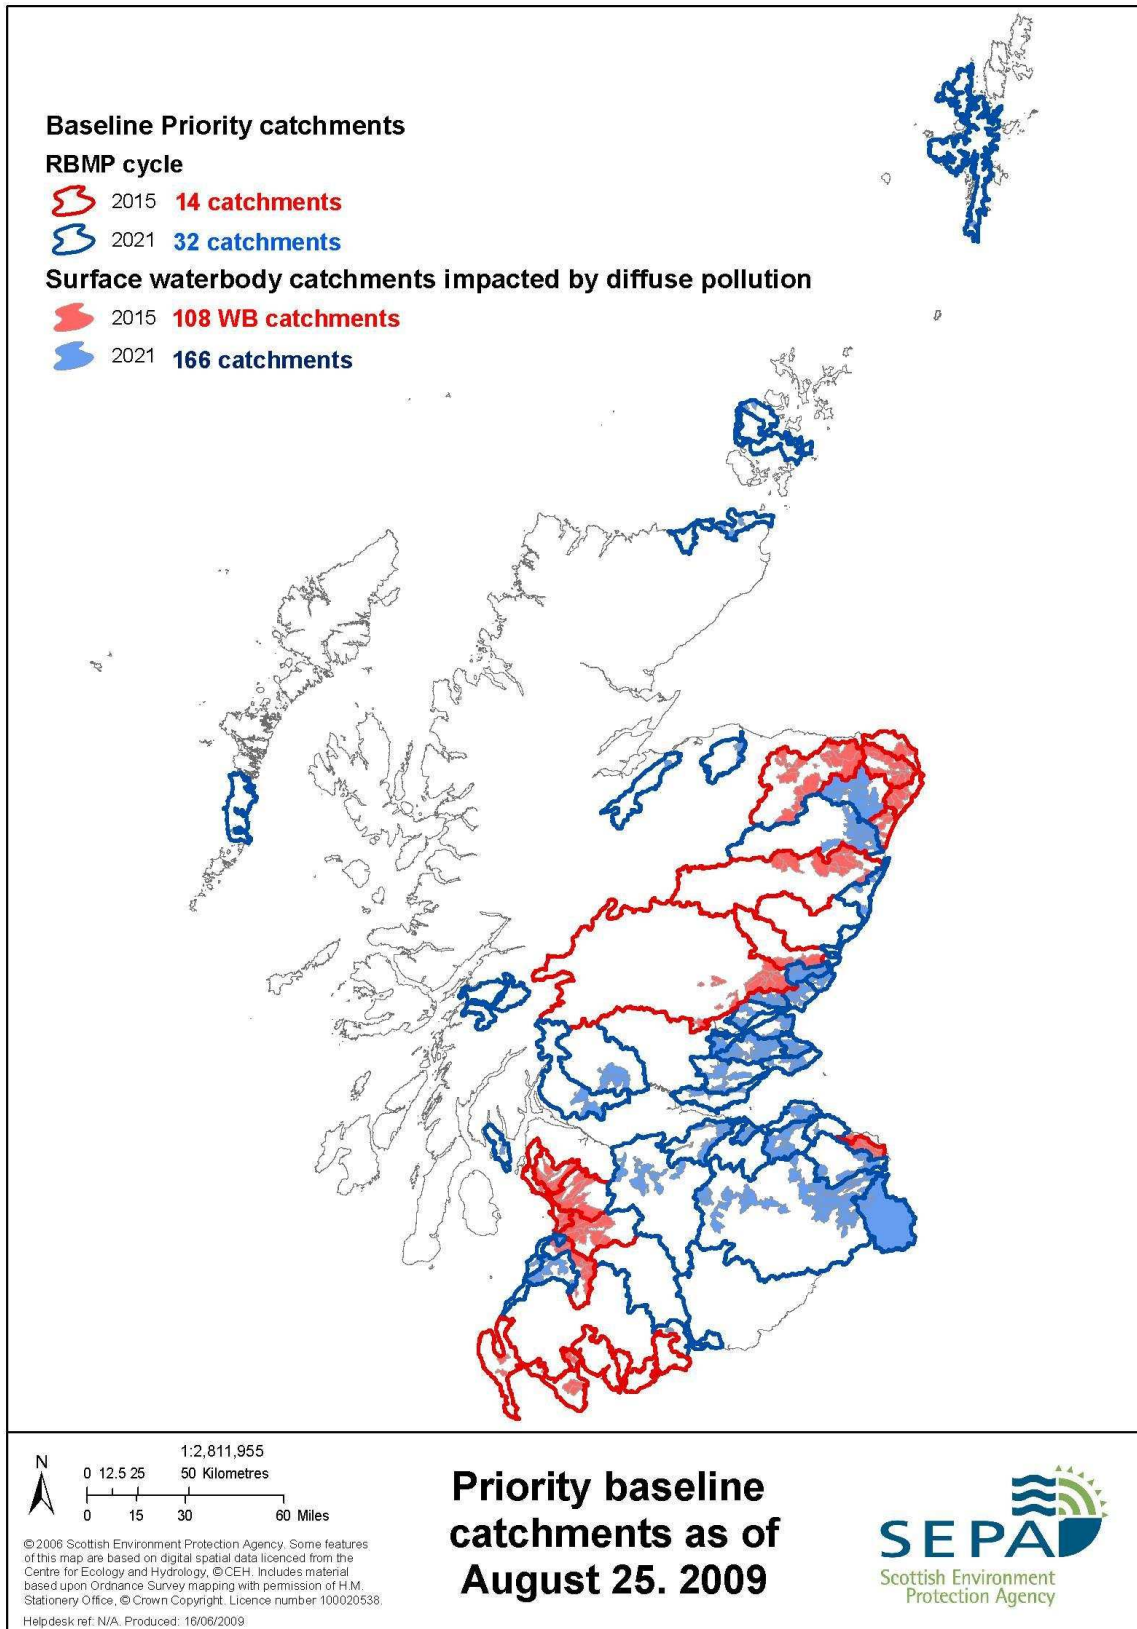 Baseline Priority catchments
RBMP cycle
2015 14 catchments
2021 32 catchments
Surface waterbody catchments impacted by diffuse pollution
2015 108 WB catchments
2021 166 catchments
N
1:2,811,955
0 12.5 25 50 Kilometres
0 15 30 60 Miles
© 2006 Scottish Environment Protection Agency. Some features
of this map are based on digital spatial data licenced from the
Centre for Ecology and Hydrology, © CEH. Includes material
based upon Ordnance Survey mapping with permission of H.M.
Stationery Office, © Crown Copyright. Licence number 100020538.
Helpdesk ref: N/A. Produced: 16/06/2009
Priority baseline
catchments as of
August 25. 2009
SEPA
Scottish Environment
Protection Agency